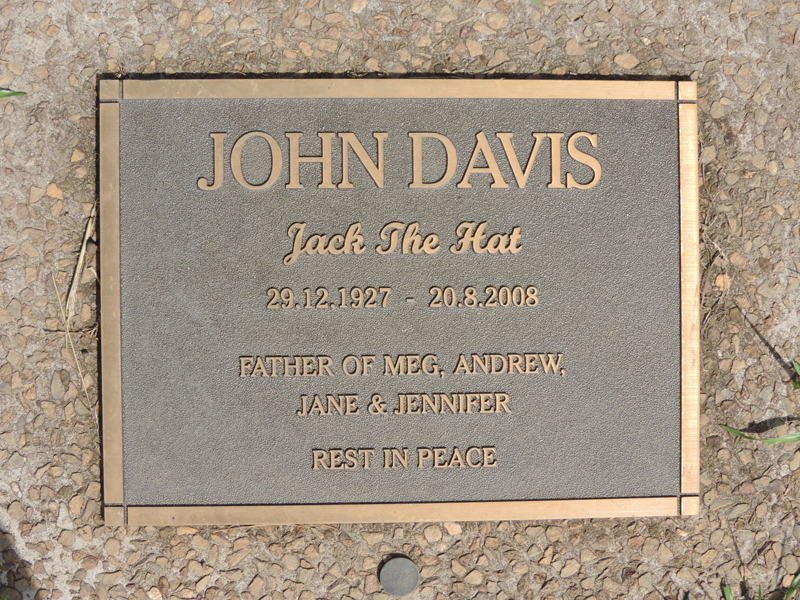 JOHN DAVIS
Jack The Hat
29.12.1927 - 20.8.2008
FATHER OF MEG, ANDREW,
JANE & JENNIFER
REST IN PEACE